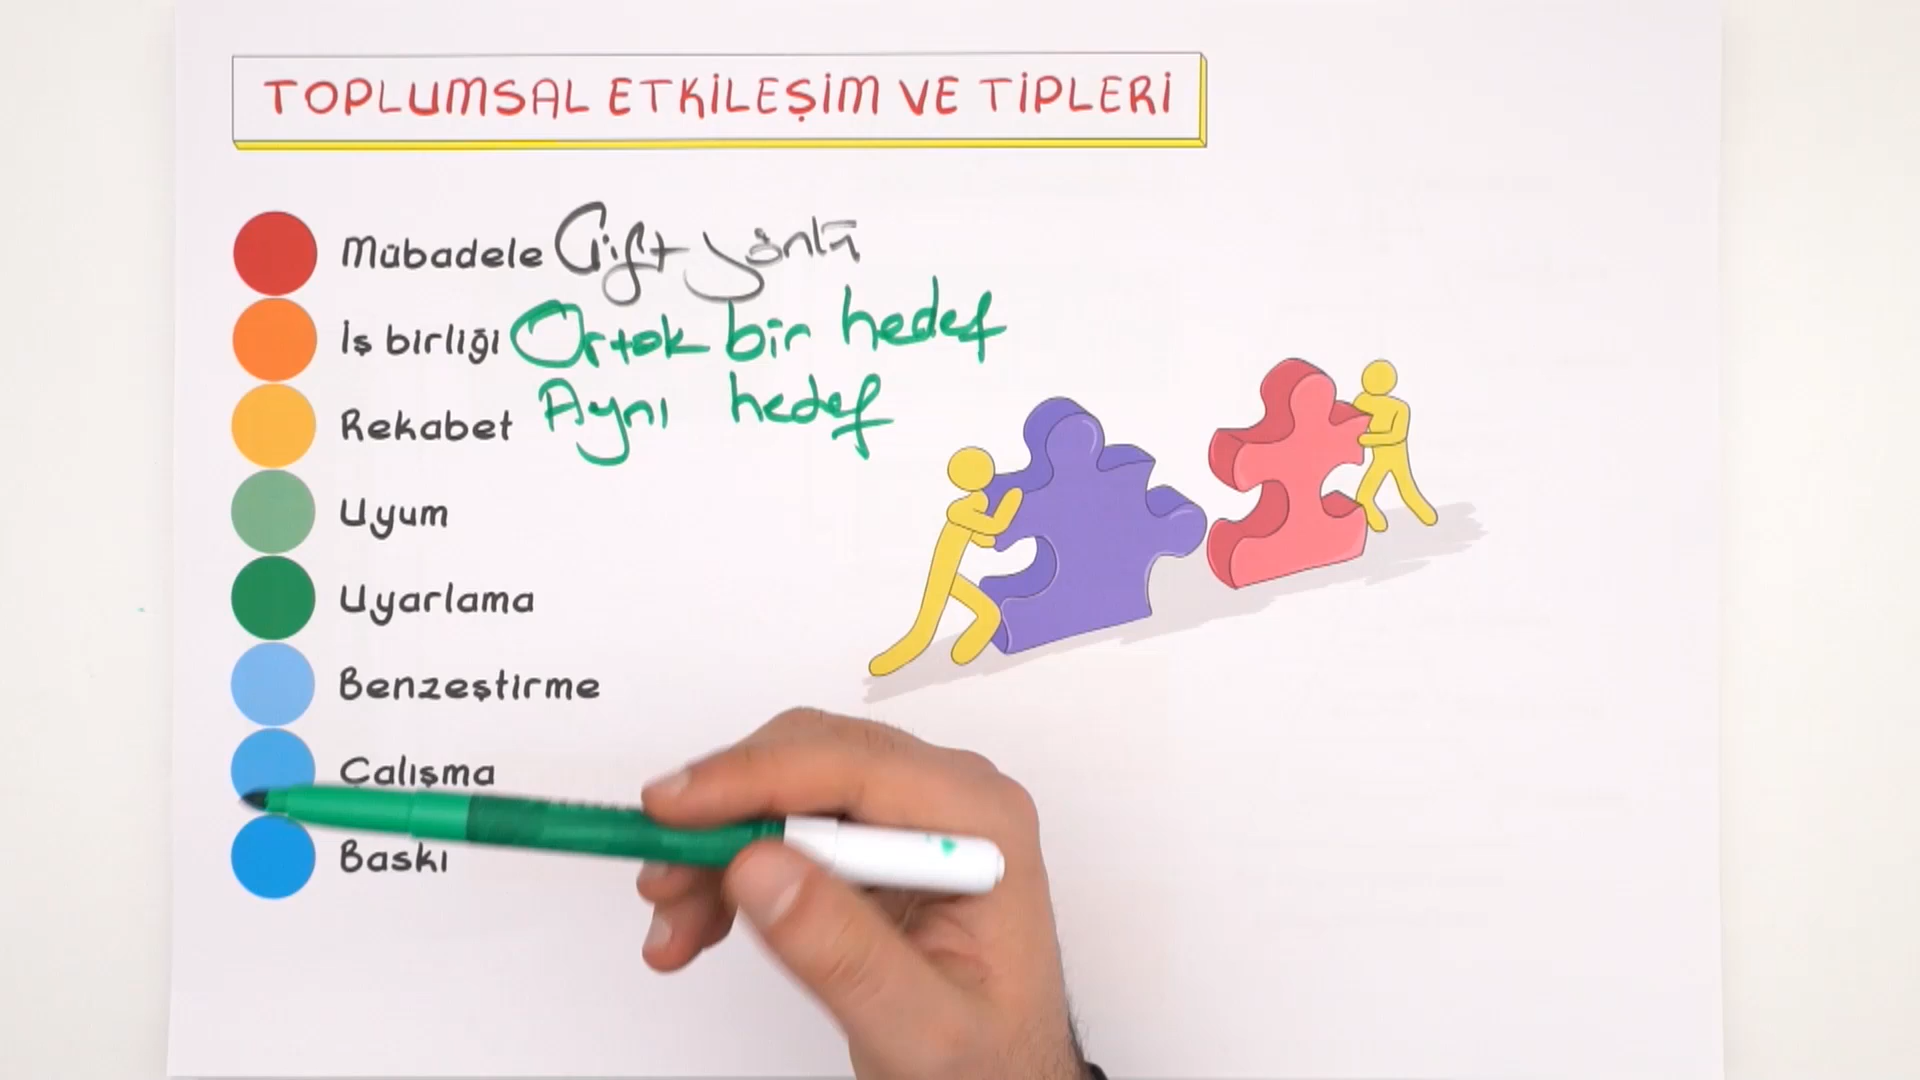 TOPLUMSAL ETKİLEŞİM VE TİPLERİ
Mübadele Çift yönlü
İş birliği Ortak bir hedef
Rekabet Aynı hedef
Uyum
Uyarlama
Benzeştirme
Çalışma
Baskı